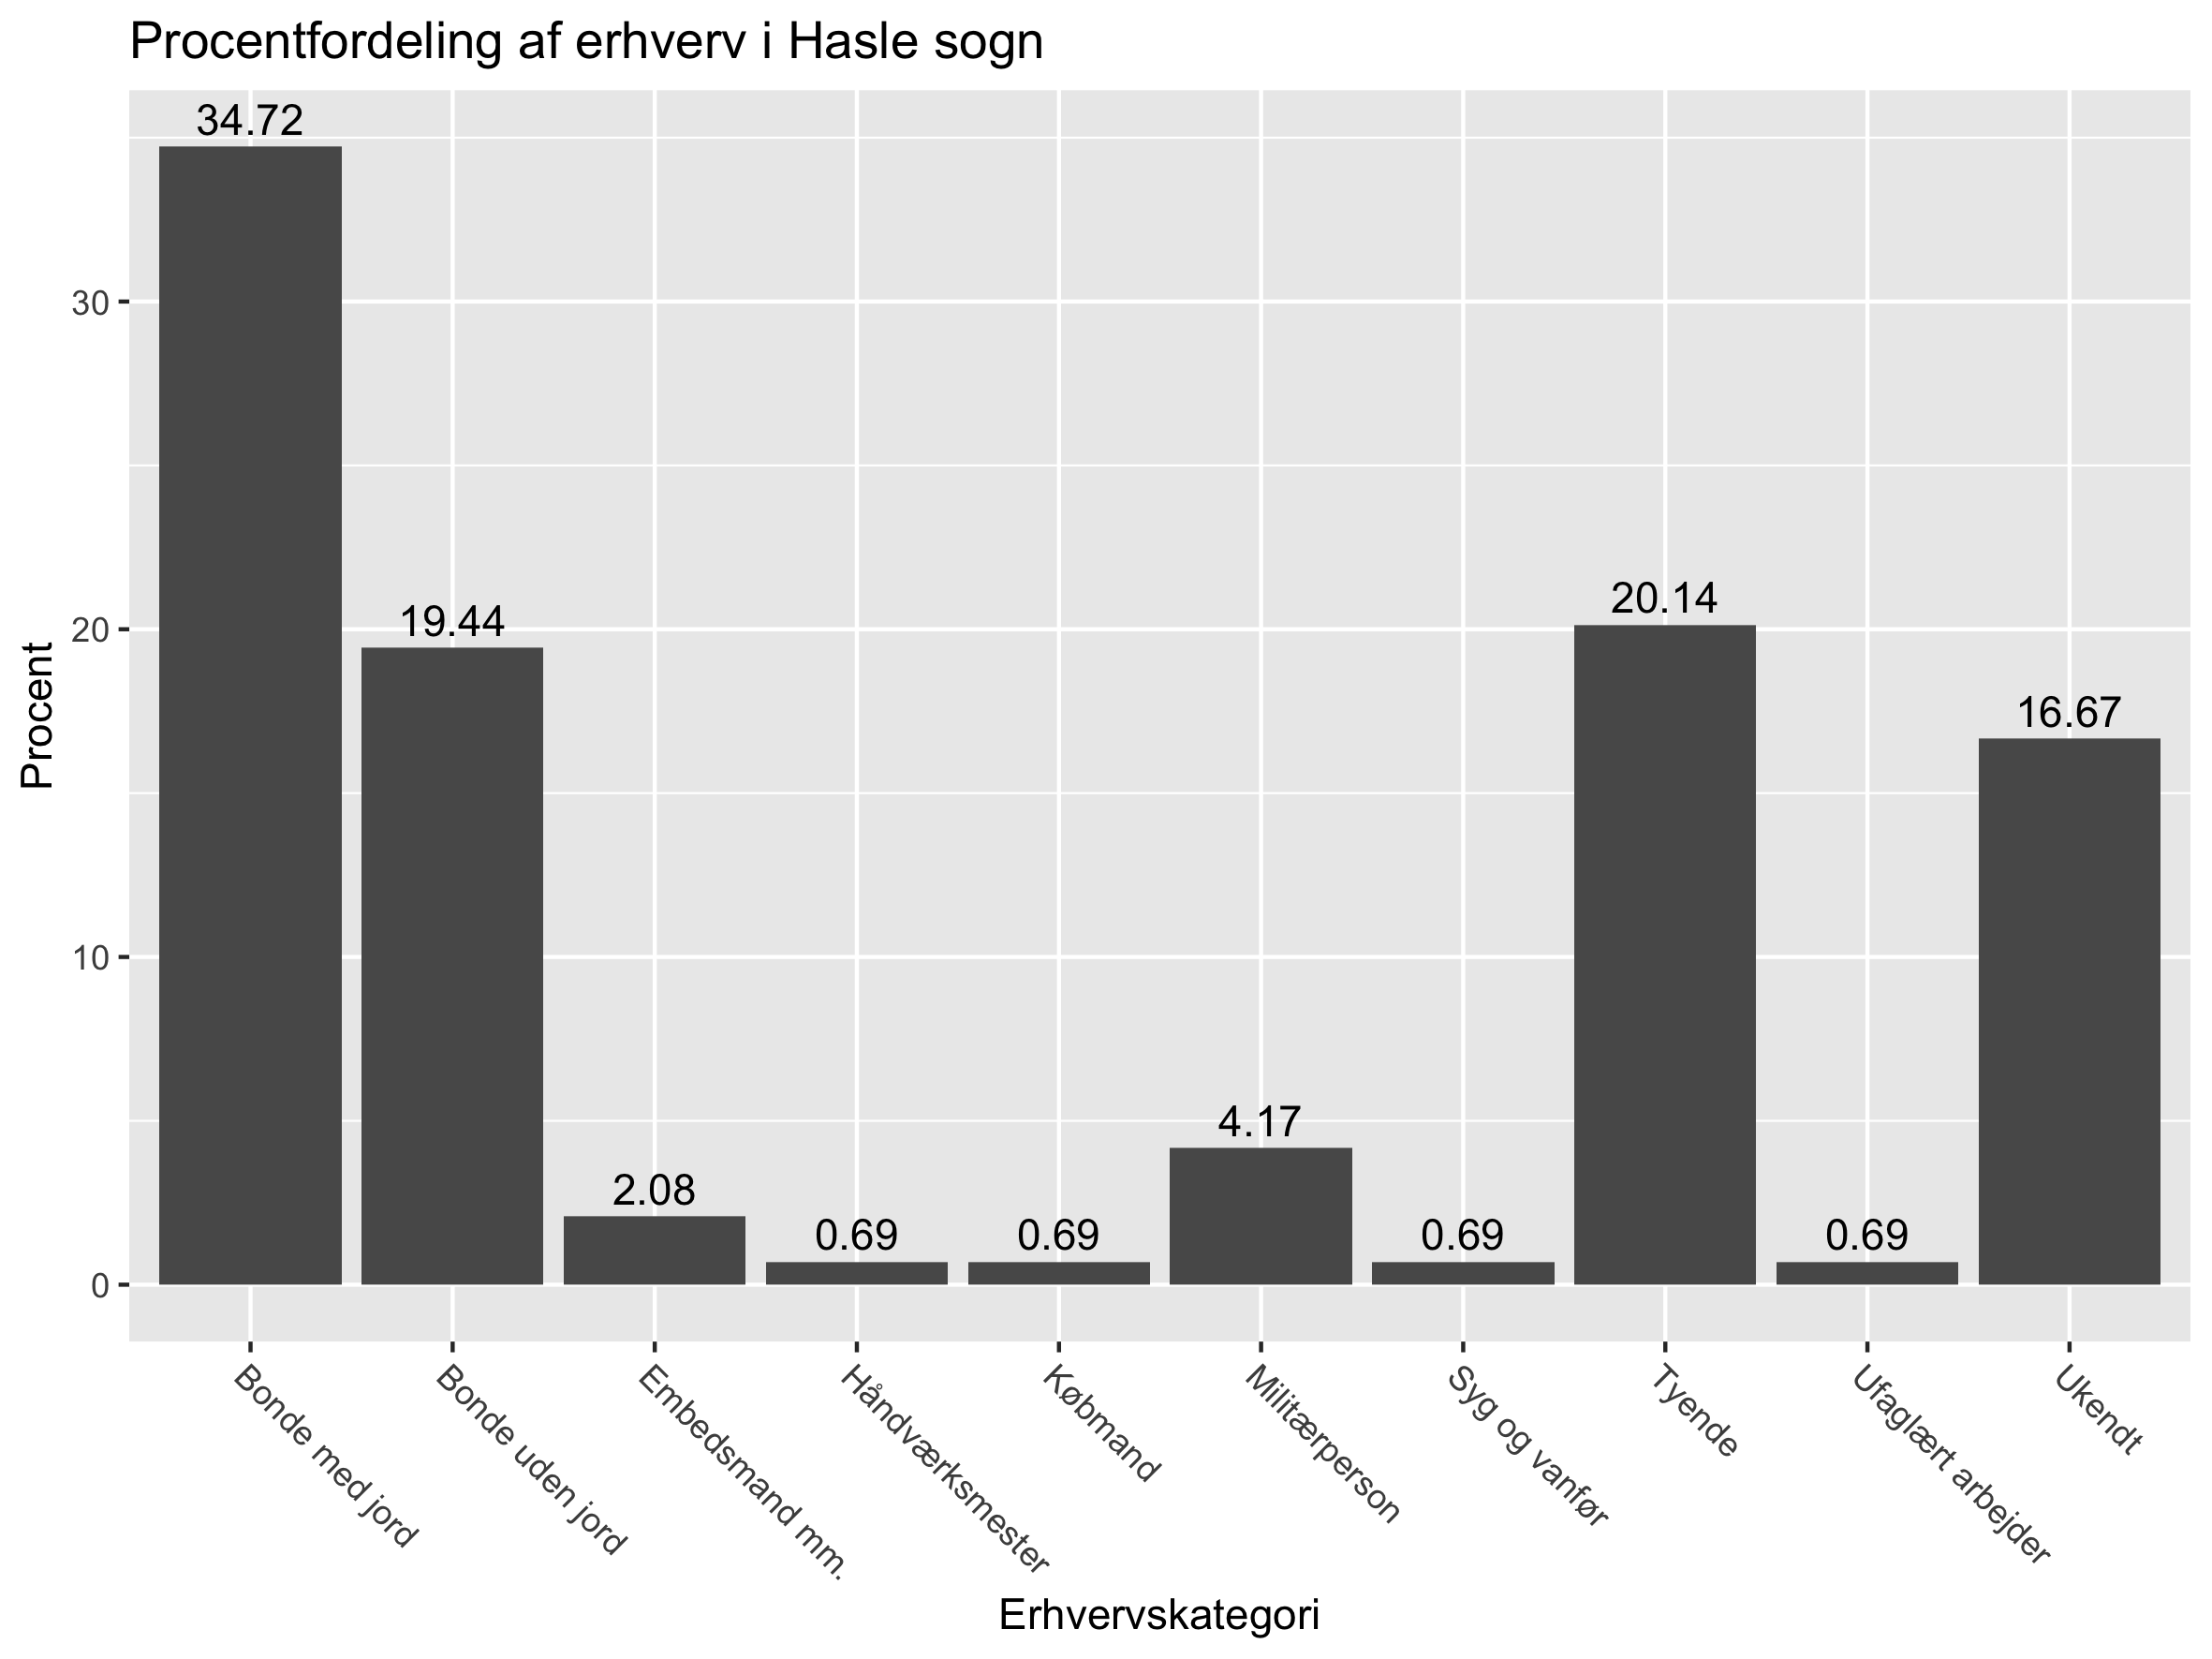 Procentfordeling af erhverv i Hasle sogn
34.72
19.44
2.08
0.69
0.69
4.17
0.69
20.14
0.69
16.67
30
20
10
0
Procent
Bonde med jord
Bonde uden jord
Embedsmand mm.
Håndværksmester
Købmand
Militærperson
Syg og vanfør
Tyende
Ufaglært arbejder
Ukendt
Erhvervskategori